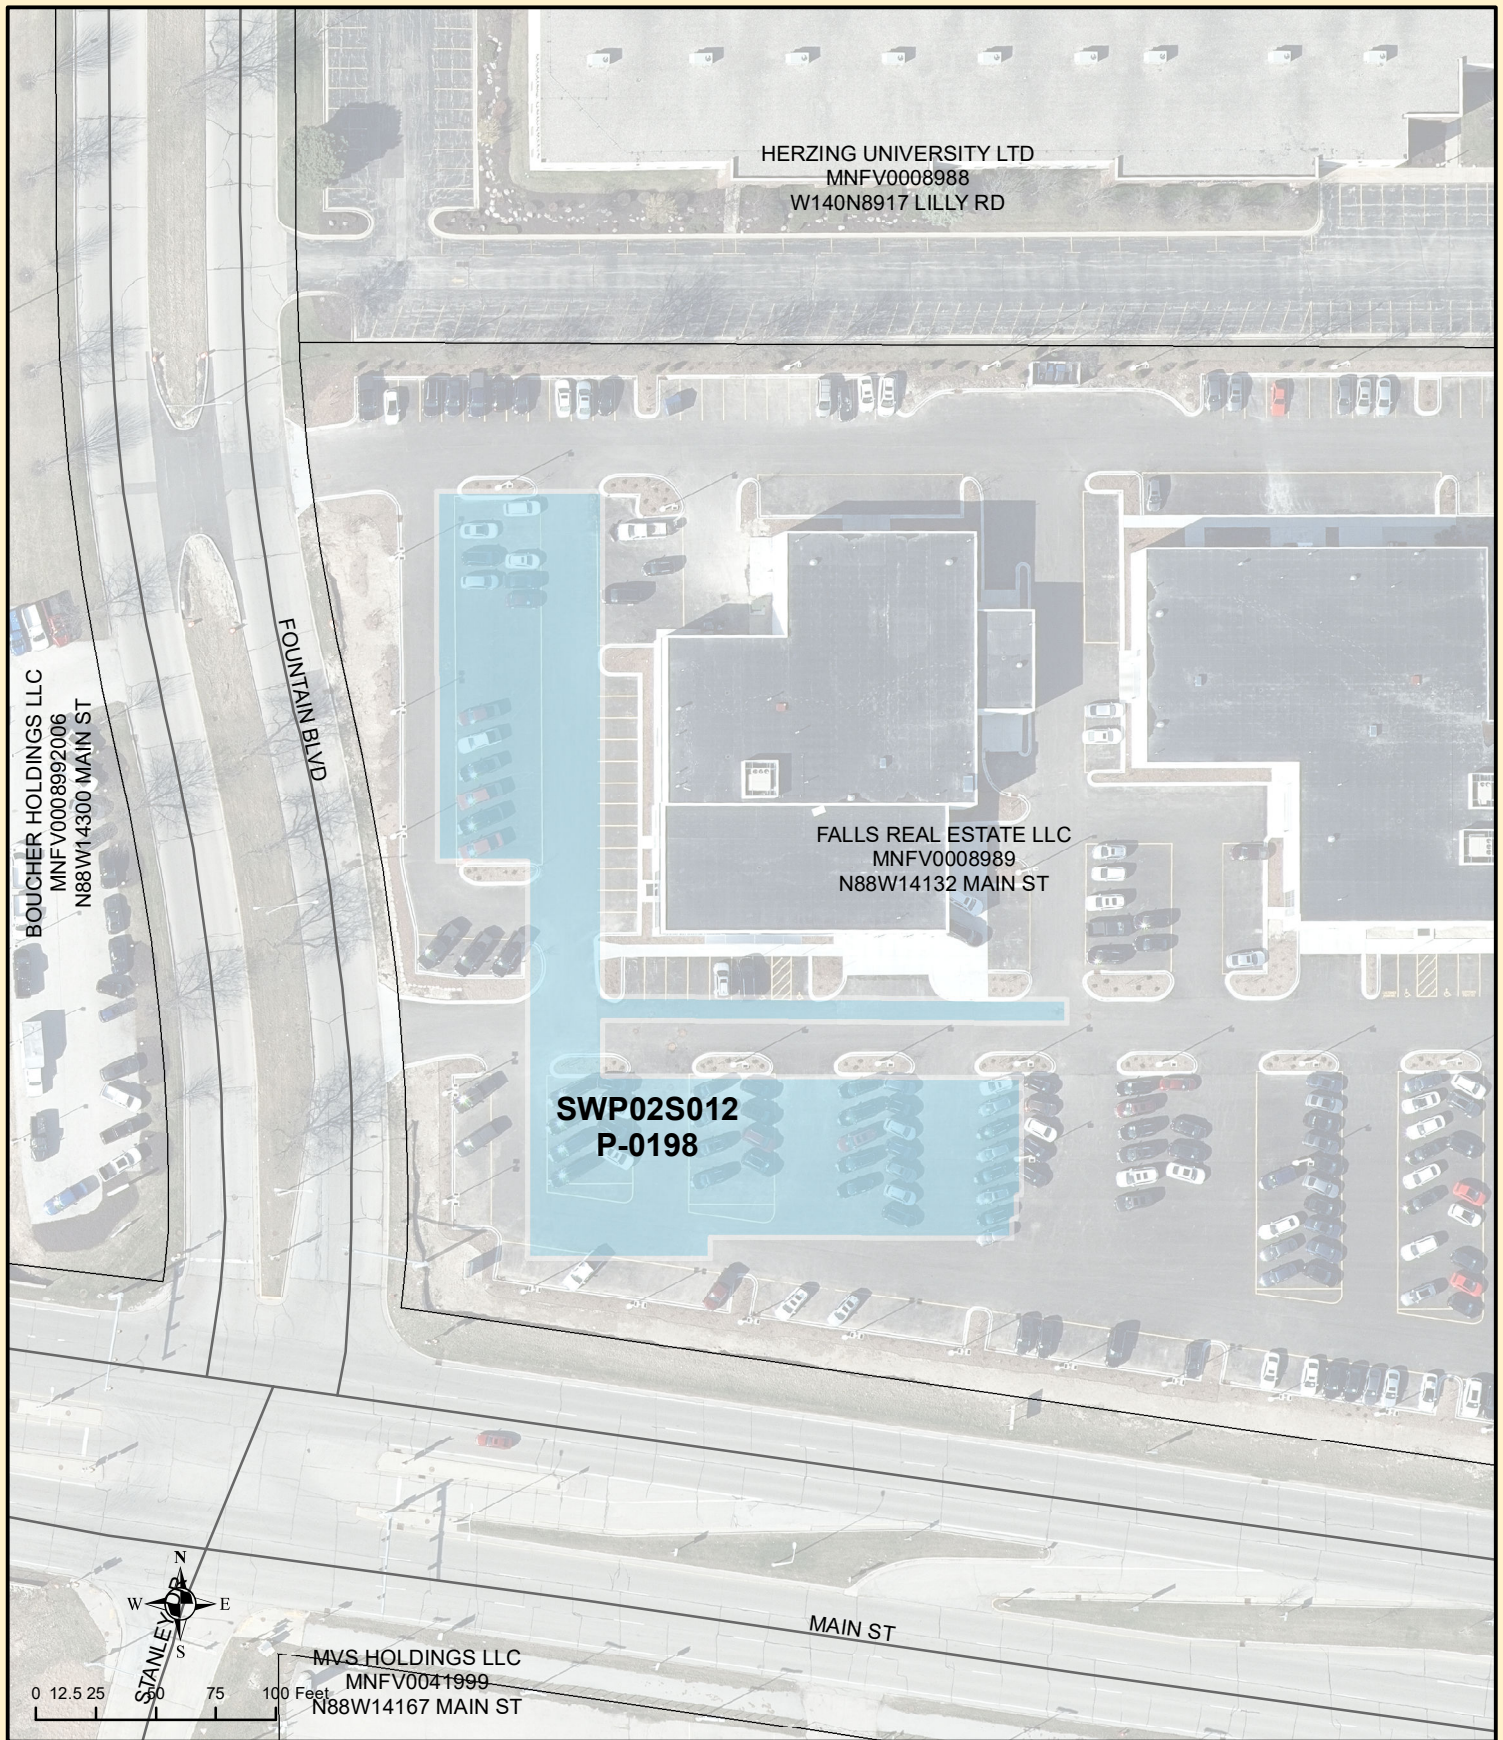 HERZING UNIVERSITY LTD
MNFV0008988
W140N8917 LILLY RD
FOUNTAIN BLVD
BOUCHER HOLDINGS LLC
MNFV0008992006
N88W14300 MAIN ST
FALLS REAL ESTATE LLC
MNFV0008989
N88W14132 MAIN ST
SWP02S012
P-0198
N
W E
S
STANLEY DR
MAIN ST
MVS HOLDINGS LLC
MNFV0041999
N88W14167 MAIN ST
0 12.5 25 50 75 100 Feet